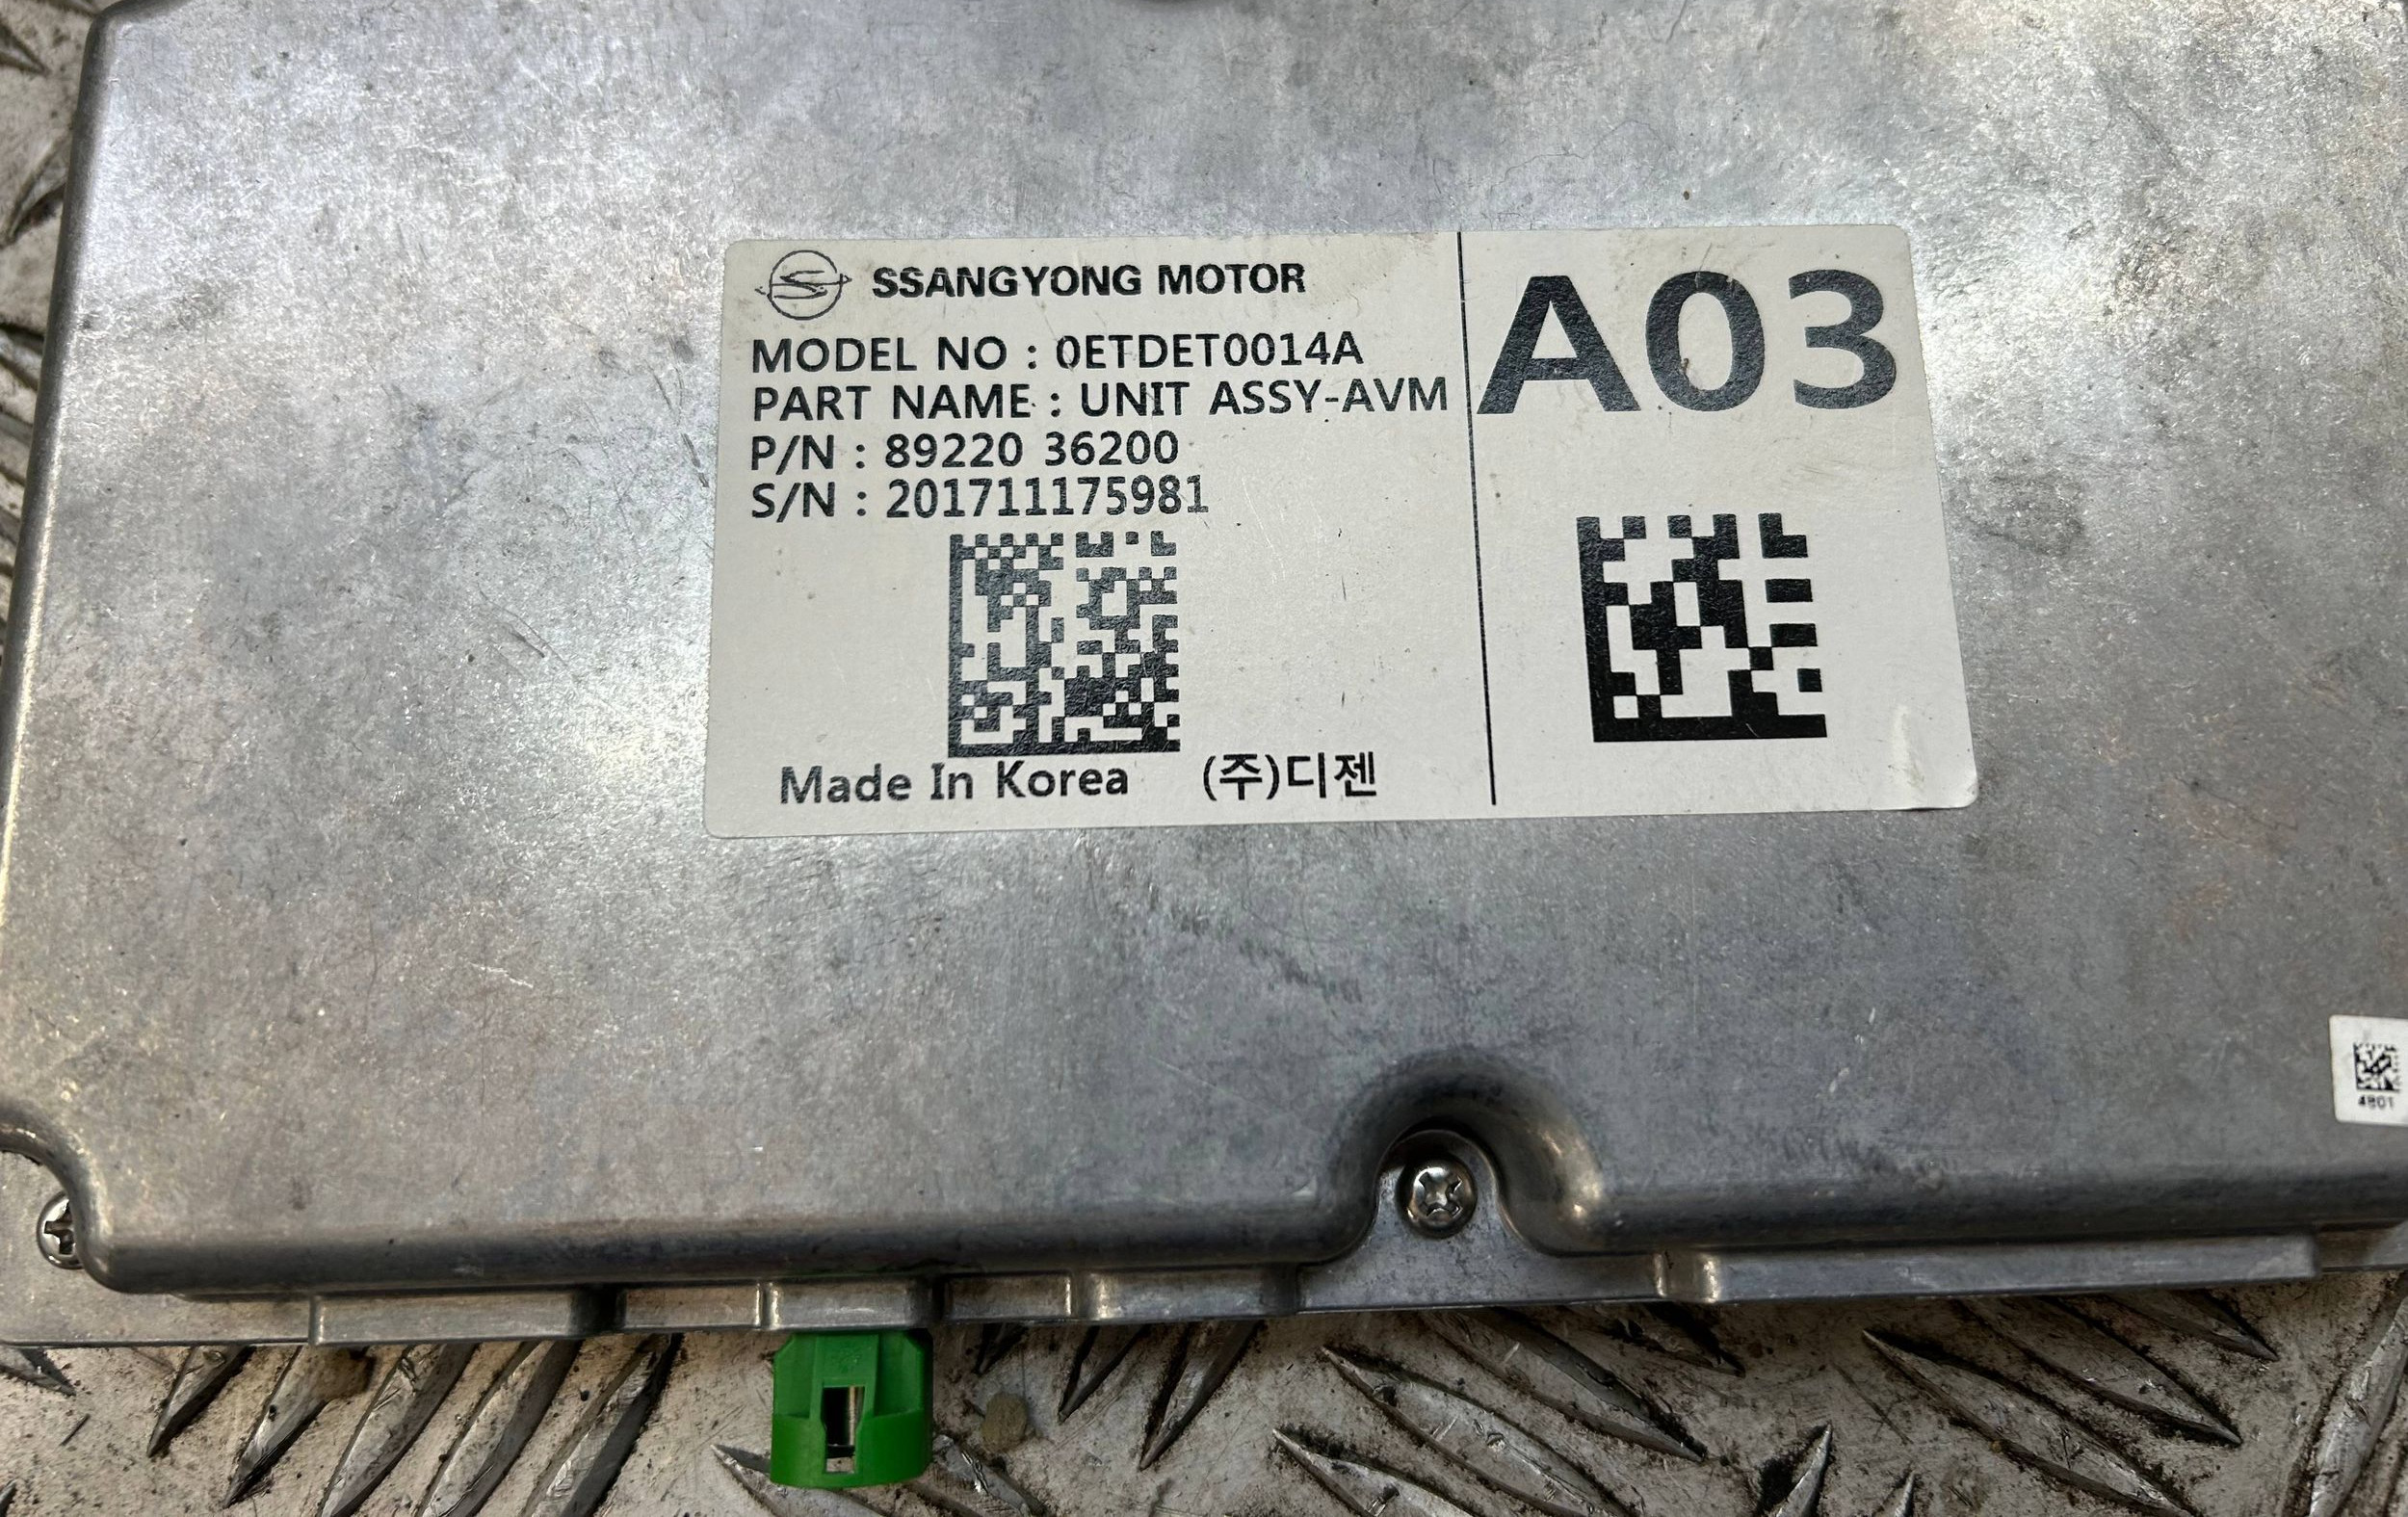 SSANGYONG MOTOR
MODEL NO : 0ETDET0014A
PART NAME : UNIT ASSY-AVM
P/N : 89220 36200
S/N : 201711175981
Made In Korea (주)디젠
A03
4801